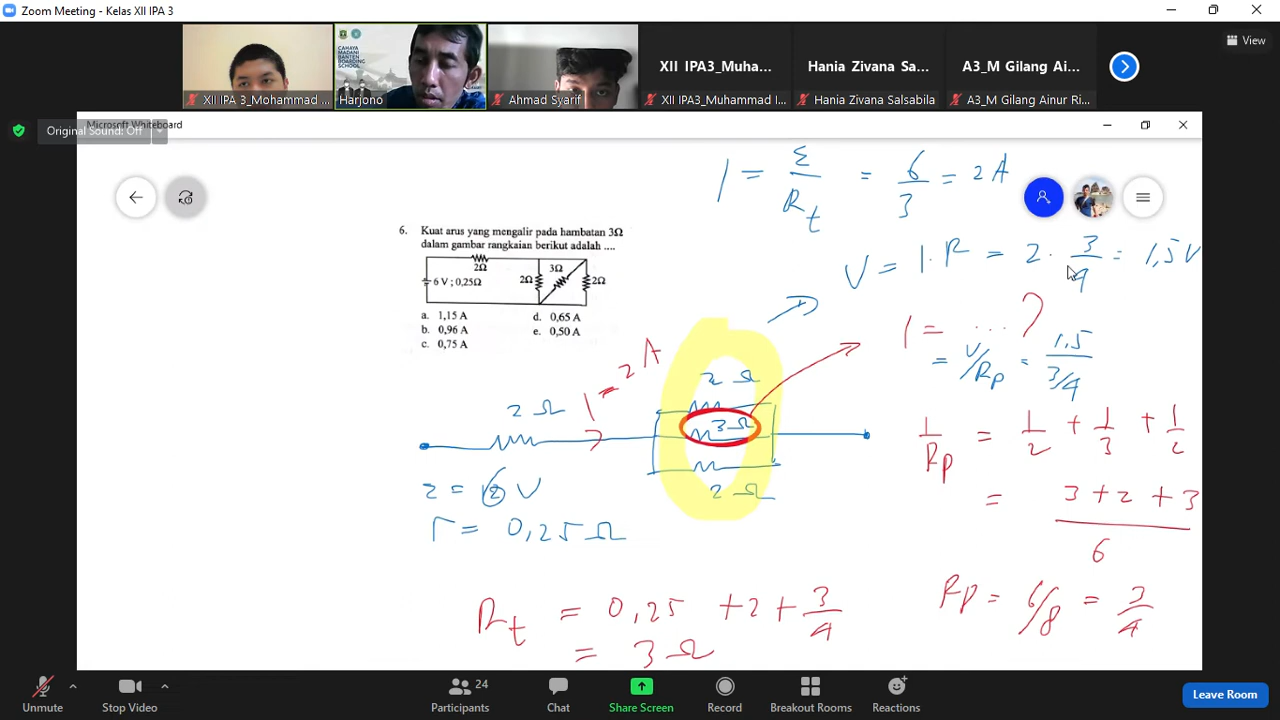 Zoom Meeting - Kelas XII IPA 3
View
CAHAYA
MADANI
BANTEN
BOARDING
SCHOOL
XII IPA3_Muha...
Hania Zivana Sa...
A3_M Gilang Ai...
XII IPA 3_Mohammad ...
Harjono
Ahmad Syarif
XII IPA3_Muhammad I...
Hania Zivana Salsabila
A3_M Gilang Ainur Ri...
Original Sound: Off
Microsoft Whiteboard
I = Ɛ/Rt = 6/3 = 2 A
V = I . R = 2 . 3/4 = 1,5 V
6. Kuat arus yang mengalir pada hambatan 3Ω
dalam gambar rangkaian berikut adalah ....
2Ω
3Ω
6 V ; 0,25Ω
2Ω
2Ω
a. 1,15 A
d. 0,65 A
b. 0,96 A
e. 0,50 A
c. 0,75 A
I = ... ?
= V/Rp = 1,5/3/4
I = 2 A
2 Ω
2 Ω
3 Ω
2 Ω
r = 0,25 Ω
1/Rp = 1/2 + 1/3 + 1/2
= 3 + 2 + 3 / 6
Rp = 6/8 = 3/4
Rt = 0,25 + 2 + 3/4
= 3 Ω
Unmute
Stop Video
24
Participants
Chat
Share Screen
Record
Breakout Rooms
Reactions
Leave Room